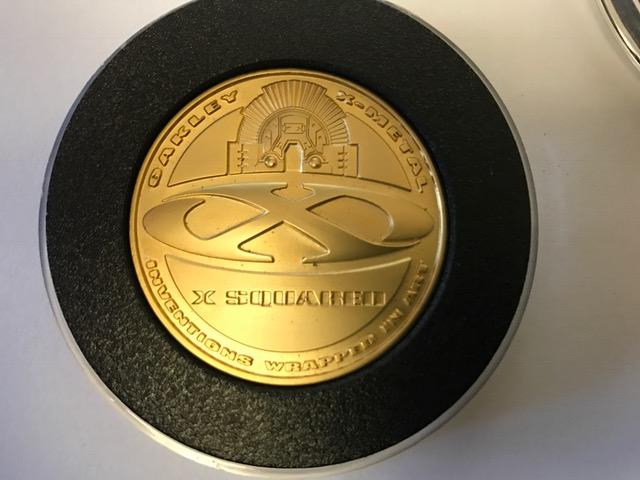 OAKLEY X-METAL
X SQUARED
INVENTIONS WRAPPED IN ART